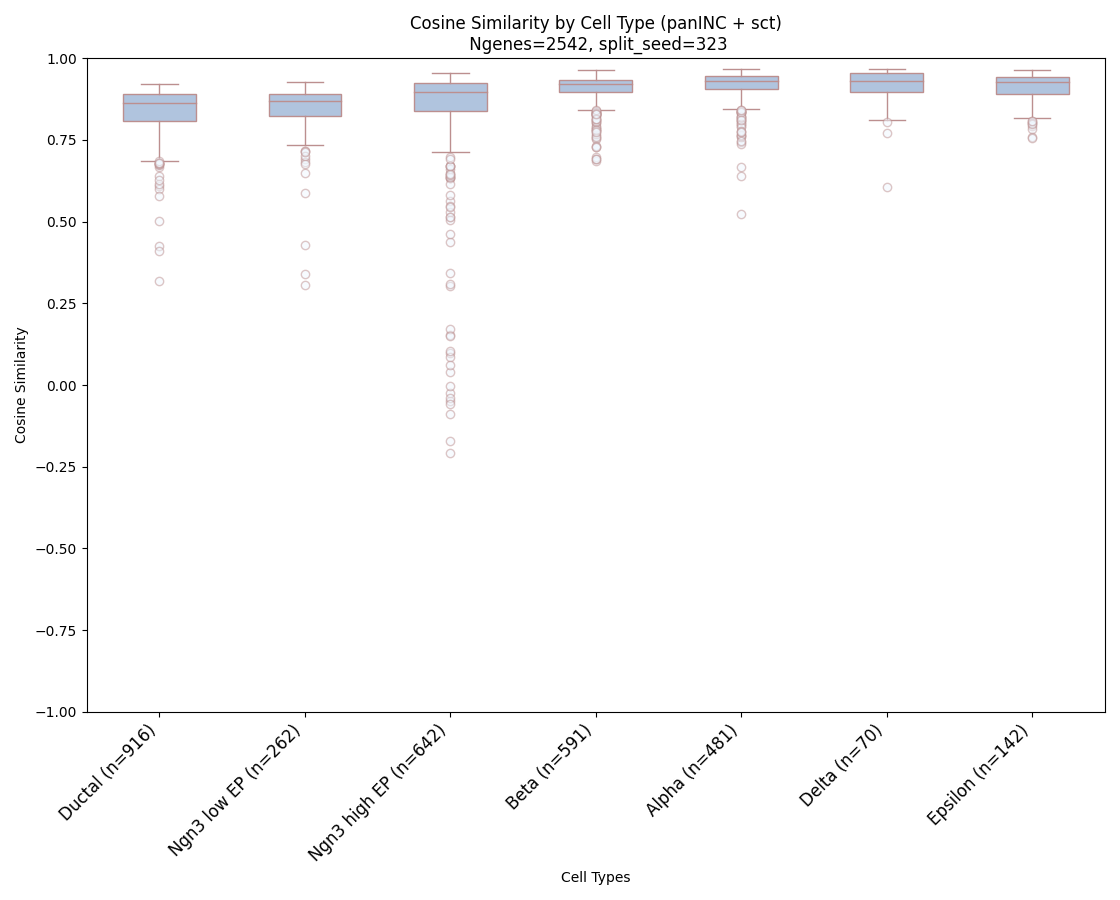 Cosine Similarity by Cell Type (panINC + sct)
Ngenes=2542, split_seed=323
1.00
0.75
0.50
0.25
0.00
−0.25
−0.50
−0.75
−1.00
Cosine Similarity
Ductal (n=916)
Ngn3 low EP (n=262)
Ngn3 high EP (n=642)
Beta (n=591)
Alpha (n=481)
Delta (n=70)
Epsilon (n=142)
Cell Types